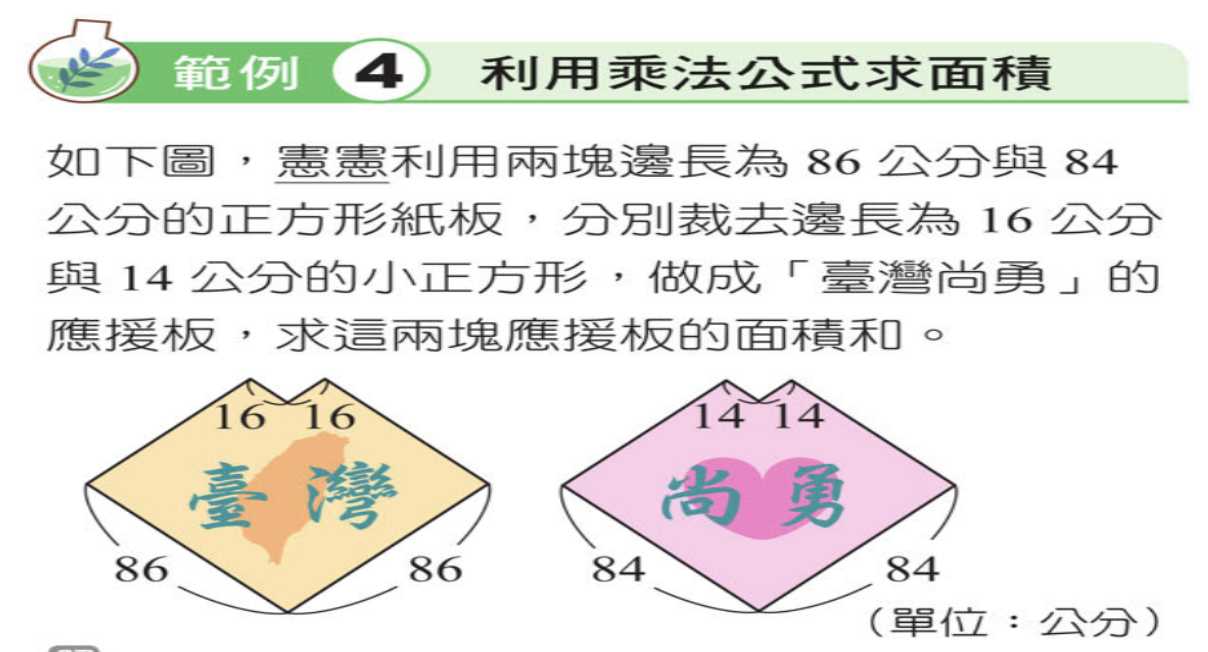 範例 4 利用乘法公式求面積
如下圖，憲憲利用兩塊邊長為 86 公分與 84
公分的正方形紙板，分別裁去邊長為 16 公分
與 14 公分的小正方形，做成「臺灣尚勇」的
應援板，求這兩塊應援板的面積和。
16 16 14 14
臺灣 尚勇
86 86 84 84
（單位：公分）